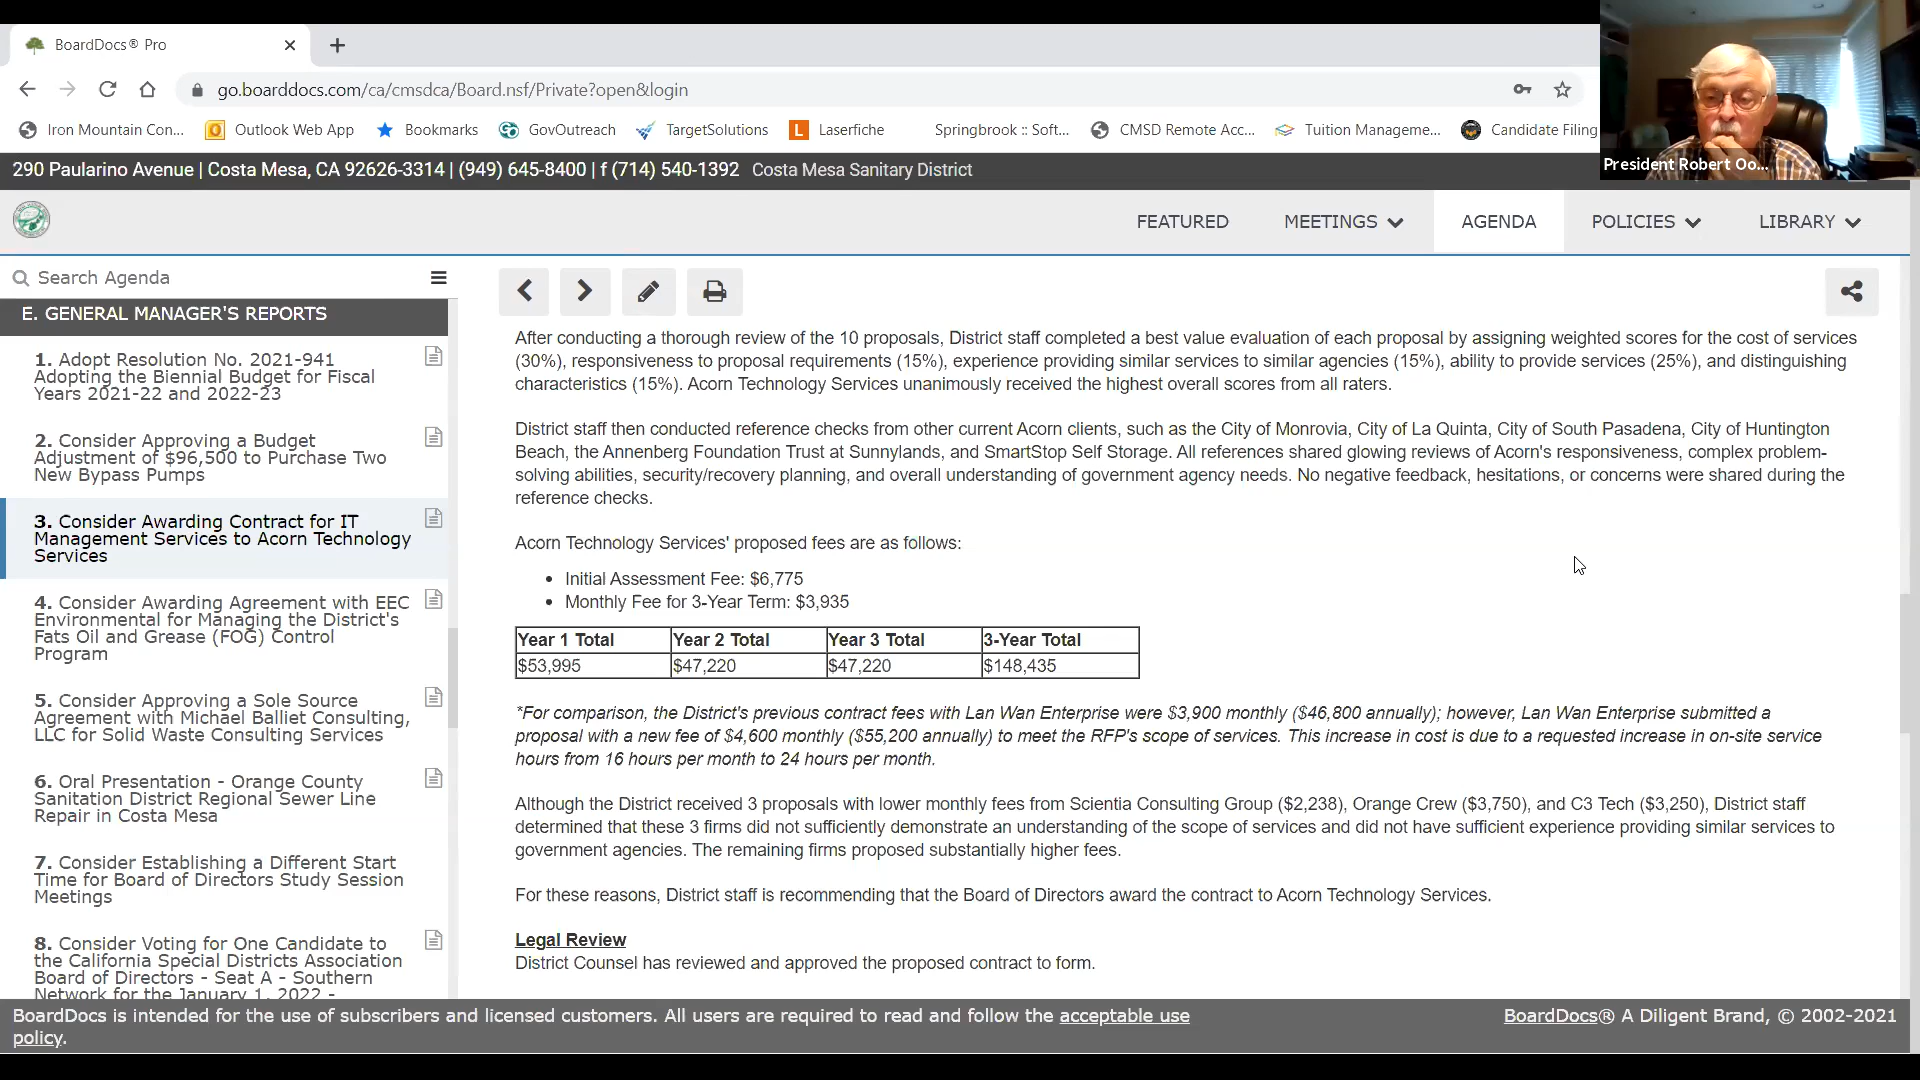 BoardDocs® Pro
go.boarddocs.com/ca/cmsdca/Board.nsf/Private?open&login
Iron Mountain Con... Outlook Web App Bookmarks GovOutreach TargetSolutions Laserfiche Springbrook :: Soft... CMSD Remote Acc... Tuition Manageme... Candidate Filing
President Robert Oo...
290 Paularino Avenue | Costa Mesa, CA 92626-3314 | (949) 645-8400 | f (714) 540-1392 Costa Mesa Sanitary District
FEATURED MEETINGS AGENDA POLICIES LIBRARY
Search Agenda
E. GENERAL MANAGER'S REPORTS
1. Adopt Resolution No. 2021-941
Adopting the Biennial Budget for Fiscal
Years 2021-22 and 2022-23
2. Consider Approving a Budget
Adjustment of $96,500 to Purchase Two
New Bypass Pumps
3. Consider Awarding Contract for IT
Management Services to Acorn Technology
Services
4. Consider Awarding Agreement with EEC
Environmental for Managing the District's
Fats Oil and Grease (FOG) Control
Program
5. Consider Approving a Sole Source
Agreement with Michael Balliet Consulting,
LLC for Solid Waste Consulting Services
6. Oral Presentation - Orange County
Sanitation District Regional Sewer Line
Repair in Costa Mesa
7. Consider Establishing a Different Start
Time for Board of Directors Study Session
Meetings
8. Consider Voting for One Candidate to
the California Special Districts Association
Board of Directors - Seat A - Southern
Network for the January 1, 2022 -
After conducting a thorough review of the 10 proposals, District staff completed a best value evaluation of each proposal by assigning weighted scores for the cost of services
(30%), responsiveness to proposal requirements (15%), experience providing similar services to similar agencies (15%), ability to provide services (25%), and distinguishing
characteristics (15%). Acorn Technology Services unanimously received the highest overall scores from all raters.
District staff then conducted reference checks from other current Acorn clients, such as the City of Monrovia, City of La Quinta, City of South Pasadena, City of Huntington
Beach, the Annenberg Foundation Trust at Sunnylands, and SmartStop Self Storage. All references shared glowing reviews of Acorn's responsiveness, complex problem-
solving abilities, security/recovery planning, and overall understanding of government agency needs. No negative feedback, hesitations, or concerns were shared during the
reference checks.
Acorn Technology Services' proposed fees are as follows:
• Initial Assessment Fee: $6,775
• Monthly Fee for 3-Year Term: $3,935
Year 1 Total Year 2 Total Year 3 Total 3-Year Total
$53,995 $47,220 $47,220 $148,435
*For comparison, the District's previous contract fees with Lan Wan Enterprise were $3,900 monthly ($46,800 annually); however, Lan Wan Enterprise submitted a
proposal with a new fee of $4,600 monthly ($55,200 annually) to meet the RFP's scope of services. This increase in cost is due to a requested increase in on-site service
hours from 16 hours per month to 24 hours per month.
Although the District received 3 proposals with lower monthly fees from Scientia Consulting Group ($2,238), Orange Crew ($3,750), and C3 Tech ($3,250), District staff
determined that these 3 firms did not sufficiently demonstrate an understanding of the scope of services and did not have sufficient experience providing similar services to
government agencies. The remaining firms proposed substantially higher fees.
For these reasons, District staff is recommending that the Board of Directors award the contract to Acorn Technology Services.
Legal Review
District Counsel has reviewed and approved the proposed contract to form.
BoardDocs is intended for the use of subscribers and licensed customers. All users are required to read and follow the acceptable use
policy.
BoardDocs® A Diligent Brand, © 2002-2021